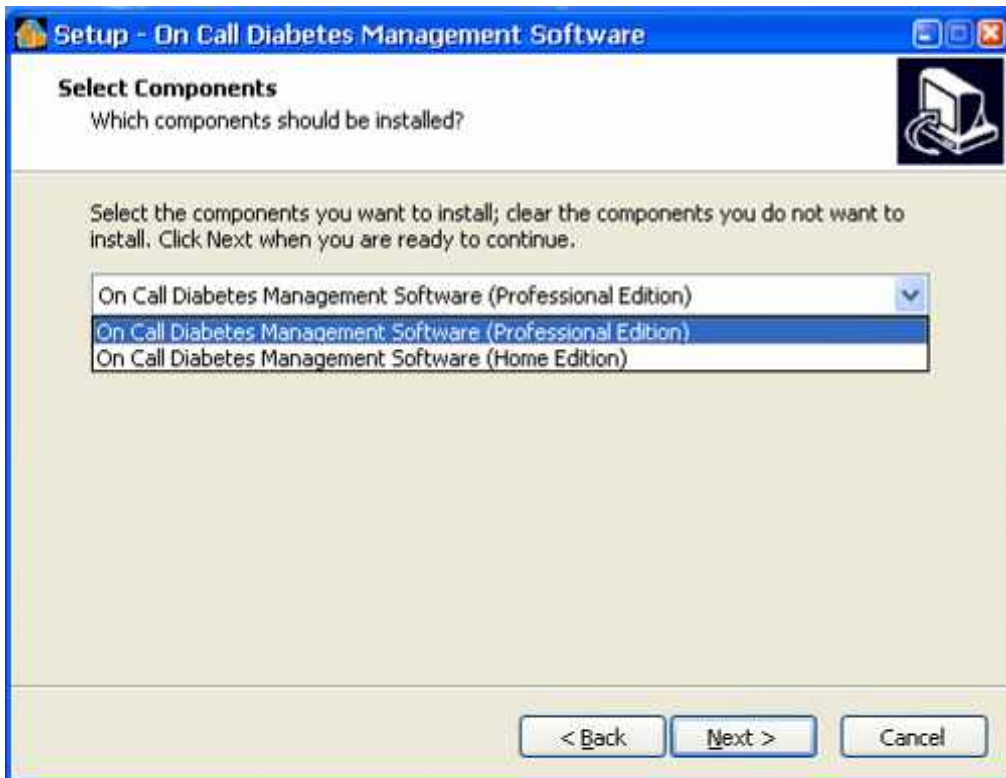 Setup - On Call Diabetes Management Software
Select Components
Which components should be installed?
Select the components you want to install; clear the components you do not want to
install. Click Next when you are ready to continue.
On Call Diabetes Management Software (Professional Edition)
On Call Diabetes Management Software (Professional Edition)
On Call Diabetes Management Software (Home Edition)
< Back Next > Cancel